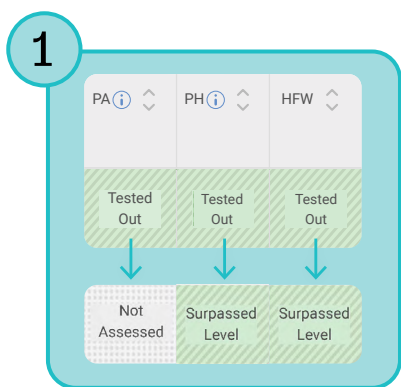 1
PA PH HFW
Tested Out Tested Out Tested Out
Not Assessed Surpassed Level Surpassed Level